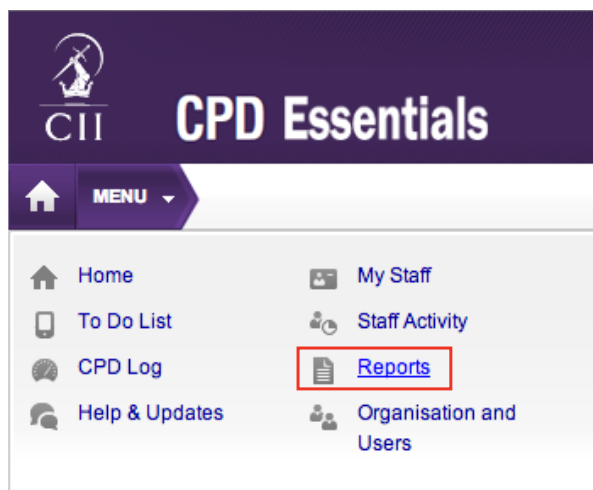 CII
CPD Essentials
MENU
Home
To Do List
CPD Log
Help & Updates
My Staff
Staff Activity
Reports
Organisation and
Users